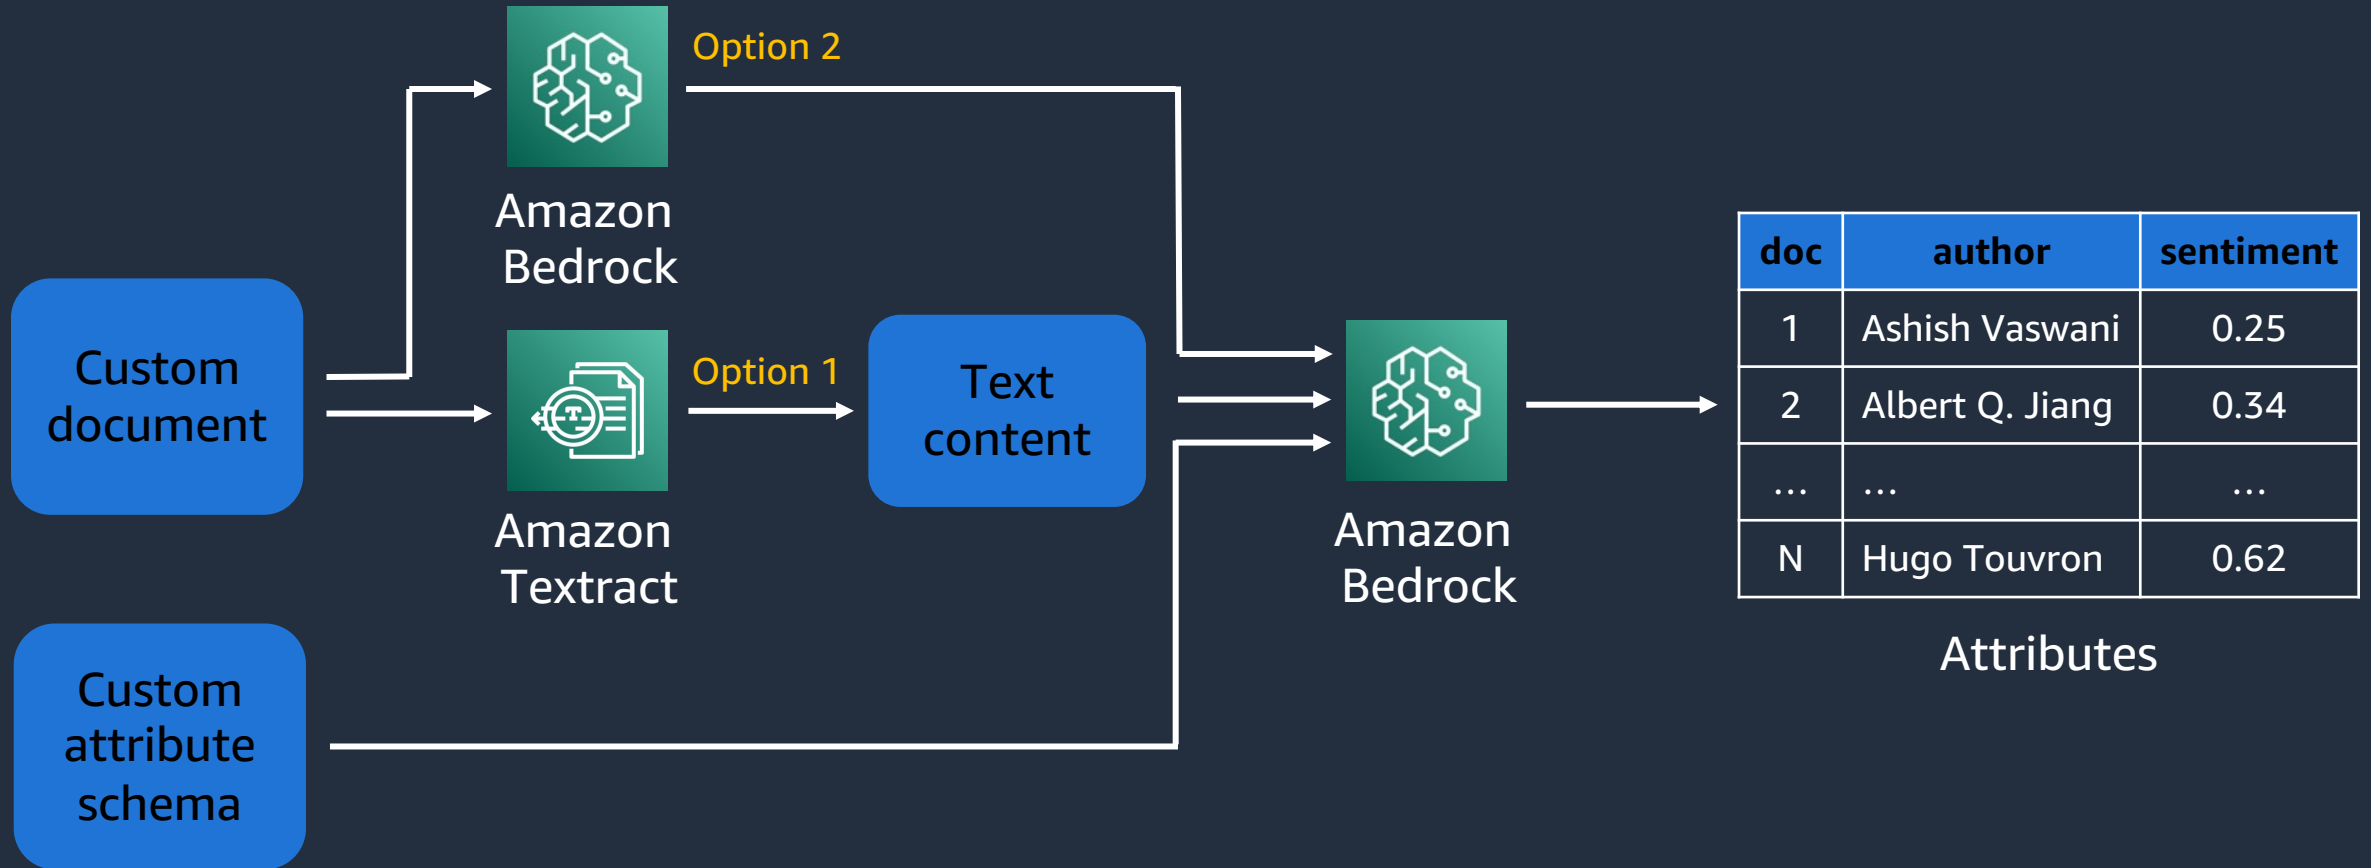 Option 2
Amazon
Bedrock
Custom
document
Option 1
Amazon
Textract
Text
content
Custom
attribute
schema
Amazon
Bedrock
doc author sentiment
1 Ashish Vaswani 0.25
2 Albert Q. Jiang 0.34
... ... ...
N Hugo Touvron 0.62
Attributes